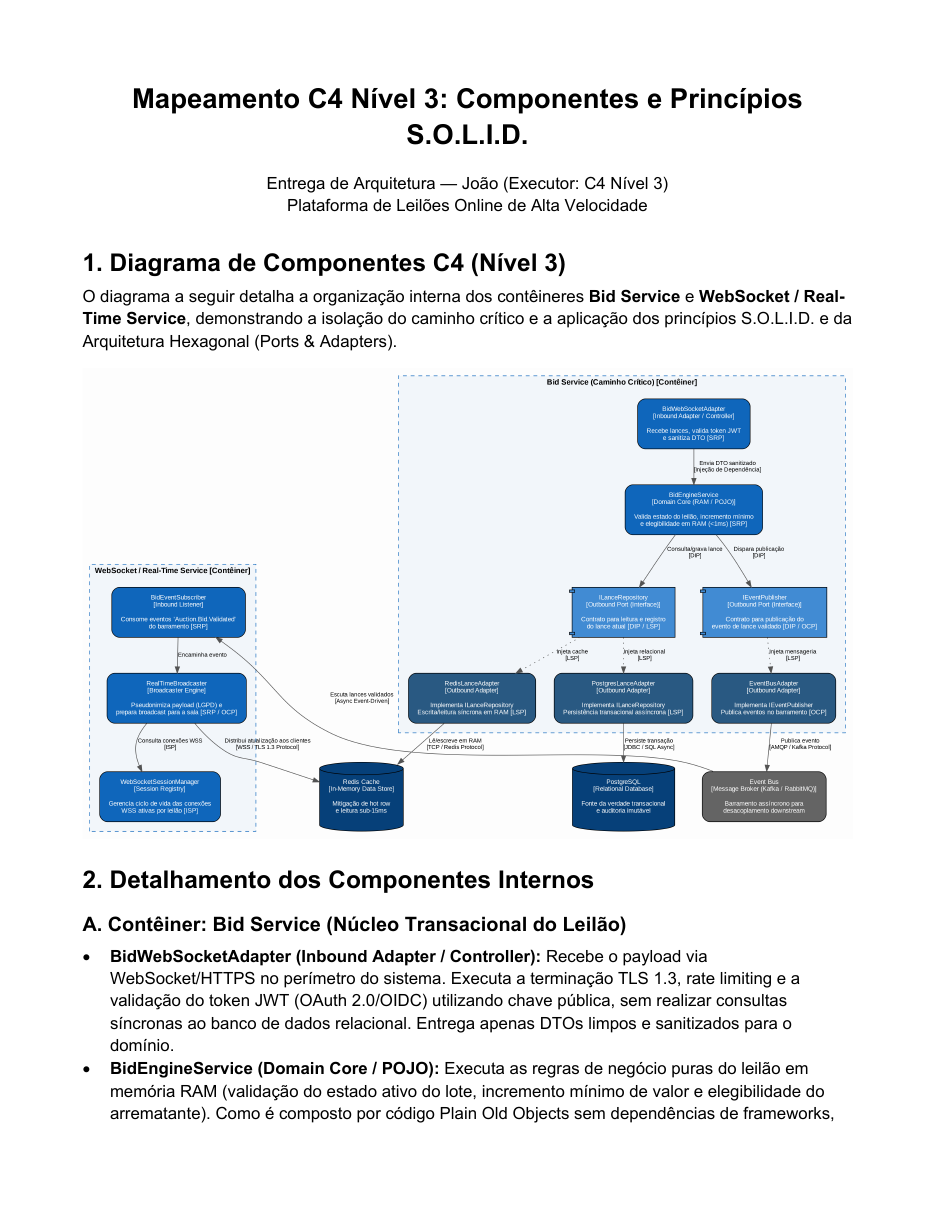 Mapeamento C4 Nível 3: Componentes e Princípios
S.O.L.I.D.
Entrega de Arquitetura — João (Executor: C4 Nível 3)
Plataforma de Leilões Online de Alta Velocidade
1. Diagrama de Componentes C4 (Nível 3)
O diagrama a seguir detalha a organização interna dos contêineres Bid Service e WebSocket / Real-
Time Service, demonstrando a isolação do caminho crítico e a aplicação dos princípios S.O.L.I.D. e da
Arquitetura Hexagonal (Ports & Adapters).
Bid Service (Caminho Crítico) [Contêiner]
BidWebSocketAdapter
[Inbound Adapter / Controller]
Recebe lances, valida token JWT
e sanitiza DTO [SRP]
Envia DTO sanitizado
[Injeção de Dependência]
BidEngineService
[Domain Core (RAM / POJO)]
Valida estado do leilão, incremento mínimo
e elegibilidade em RAM (<1ms) [SRP]
Consulta/grava lance
[DIP]
Dispara publicação
[DIP]
WebSocket / Real-Time Service [Contêiner]
BidEventSubscriber
[Inbound Listener]
Consome eventos 'Auction.Bid Validated'
do barramento [SRP]
ILanceRepository
[Outbound Port (Interface)]
Contrato para leitura e registro
do lance atual [DIP / LSP]
IEventPublisher
[Outbound Port (Interface)]
Contrato para publicação do
evento de lance validado [DIP / OCP]
Encaminha evento
Injeta cache
[LSP]
Injeta relacional
[LSP]
Injeta mensageria
[LSP]
RealTimeBroadcaster
[Broadcaster Engine]
Pseudonimiza payload (LGPD) e
prepara broadcast para a sala [SRP / OCP]
Escuta lances validados
[Async Event-Driven]
RedisLanceAdapter
[Outbound Adapter]
Implementa ILanceRepository
Escrita/leitura síncrona em RAM [LSP]
PostgresLanceAdapter
[Outbound Adapter]
Implementa ILanceRepository
Persistência transacional assíncrona [LSP]
EventBusAdapter
[Outbound Adapter]
Implementa IEventPublisher
Publica eventos no barramento [OCP]
Consulta conexões WSS
[ISP]
Distribui atualização aos clientes
[WSS / TLS 1.3 Protocol]
Lê/escreve em RAM
[TCP / Redis Protocol]
Persiste transação
[JDBC / SQL Async]
Publica evento
[AMQP / Kafka Protocol]
WebSocketSessionManager
[Session Registry]
Gerencia ciclo de vida das conexões
WSS ativas por leilão [ISP]
Redis Cache
[In-Memory Data Store]
Mitigação de hot row
e leitura sub-15ms
PostgreSQL
[Relational Database]
Fonte da verdade transacional
e auditoria imutável
Event Bus
[Message Broker (Kafka / RabbitMQ)]
Barramento assíncrono para
desacoplamento downstream
2. Detalhamento dos Componentes Internos
A. Contêiner: Bid Service (Núcleo Transacional do Leilão)
• BidWebSocketAdapter (Inbound Adapter / Controller): Recebe o payload via
WebSocket/HTTPS no perímetro do sistema. Executa a terminação TLS 1.3, rate limiting e a
validação do token JWT (OAuth 2.0/OIDC) utilizando chave pública, sem realizar consultas
síncronas ao banco de dados relacional. Entrega apenas DTOs limpos e sanitizados para o
domínio.
• BidEngineService (Domain Core / POJO): Executa as regras de negócio puras do leilão em
memória RAM (validação do estado ativo do lote, incremento mínimo de valor e elegibilidade do
arrematante). Como é composto por código Plain Old Objects sem dependências de frameworks,